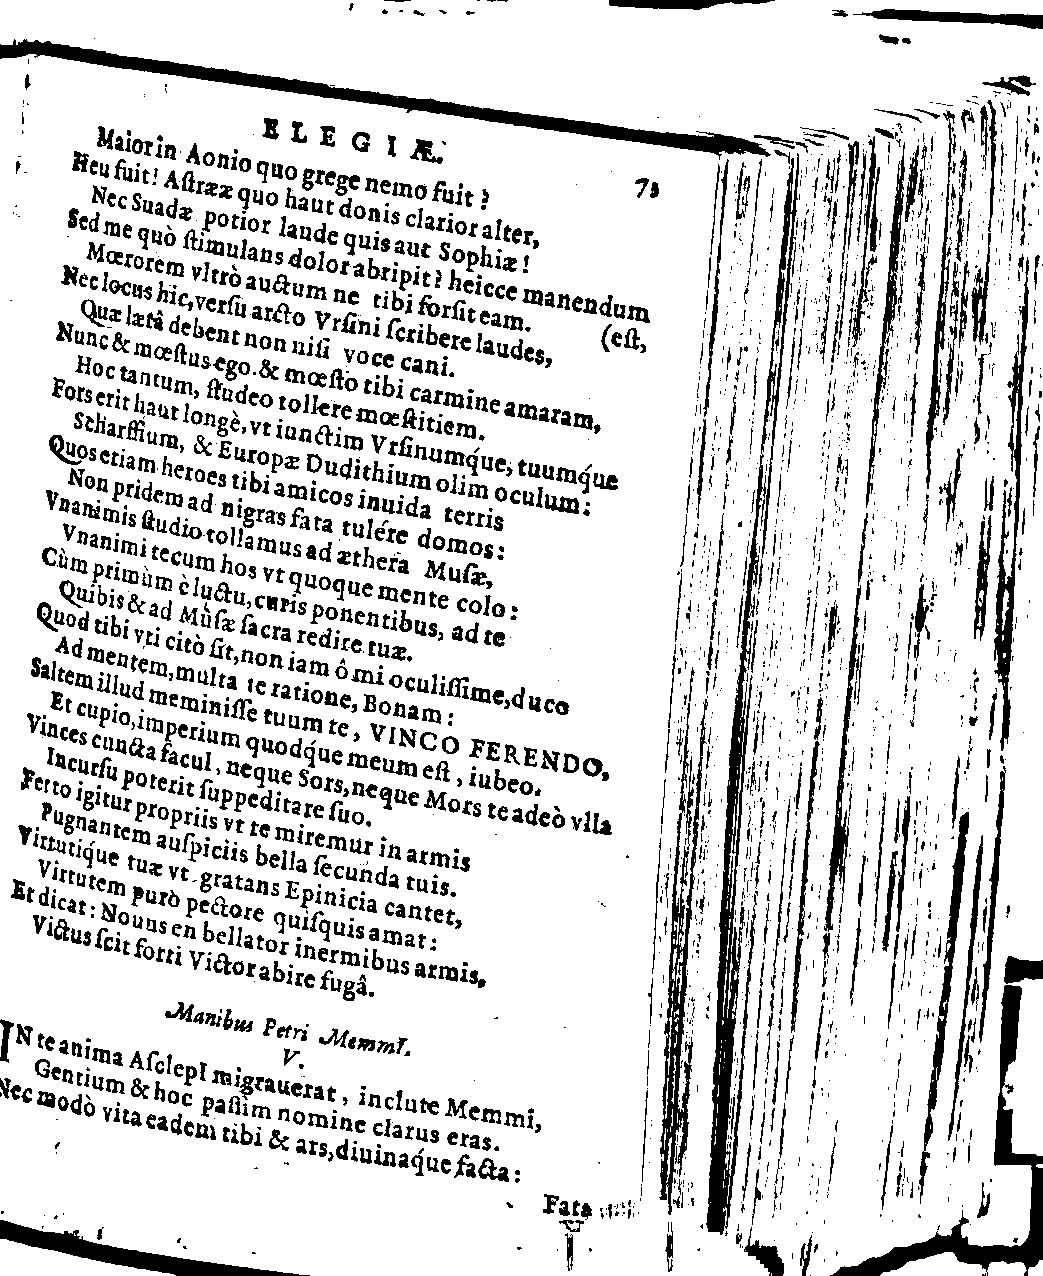 ELEGIÆ.
73
Maior in Aonio quo grege nemo fuit?
Heu fuit! Aſtrææ quo haut donis clarior alter,
Nec Suadæ potior laude quis aut Sophiæ!
Sed me quò ſtimulans dolor abripit? heicce manendum
(eſt,
Mœrorem vltrò auctum ne tibi forſit eam.
Nec locus hic, verſu arcto Vrſini ſcribere laudes,
Quæ lætâ debent non niſi voce cani.
Nunc & mœſtus ego. & mœſto tibi carmine amaram,
Hoc tantum, ſtudeo tollere mœſtitiem.
Fors erit haut longè, vt iunctim Vrſinumq́ue, tuumq́ue
Scharffium, & Europæ Dudithium olim oculum:
Quos etiam heroes tibi amicos inuida terris
Non pridem ad nigras fata tulére domos:
Vnanimis ſtudio tollamus ad æthera Muſæ,
Vnanimi tecum hos vt quoque mente colo:
Cùm primùm è luctu, curis ponentibus, ad te
Quibis & ad Muſæ ſacra redire tuæ.
Quod tibi vti citò ſit, non iam ô mi oculiſſime, duco
Ad mentem, multa te ratione, Bonam:
Saltem illud meminiſſe tuum te, VINCO FERENDO,
Et cupio, imperium quodq́ue meum eſt, iubeo.
Vinces cuncta facul, neque Sors, neque Mors te adeò vlla
Incurſu poterit ſuppeditare ſuo.
Ferto igitur propriis vt te miremur in armis
Pugnantem auſpiciis bella ſecunda tuis.
Virtutiq́ue tuæ vt gratans Epinicia cantet,
Virtutem purò pectore quiſquis amat:
Et dicat: Nouus en bellator inermibus armis,
Victus ſcit forti Victor abire fugâ.
Manibus Petri MemmI.
V.
IN te anima AſclepI migrauerat, inclute Memmi,
Gentium & hoc paſſim nomine clarus eras.
Nec modò vita eadem tibi & ars, diuinaq́ue facta:
Fata